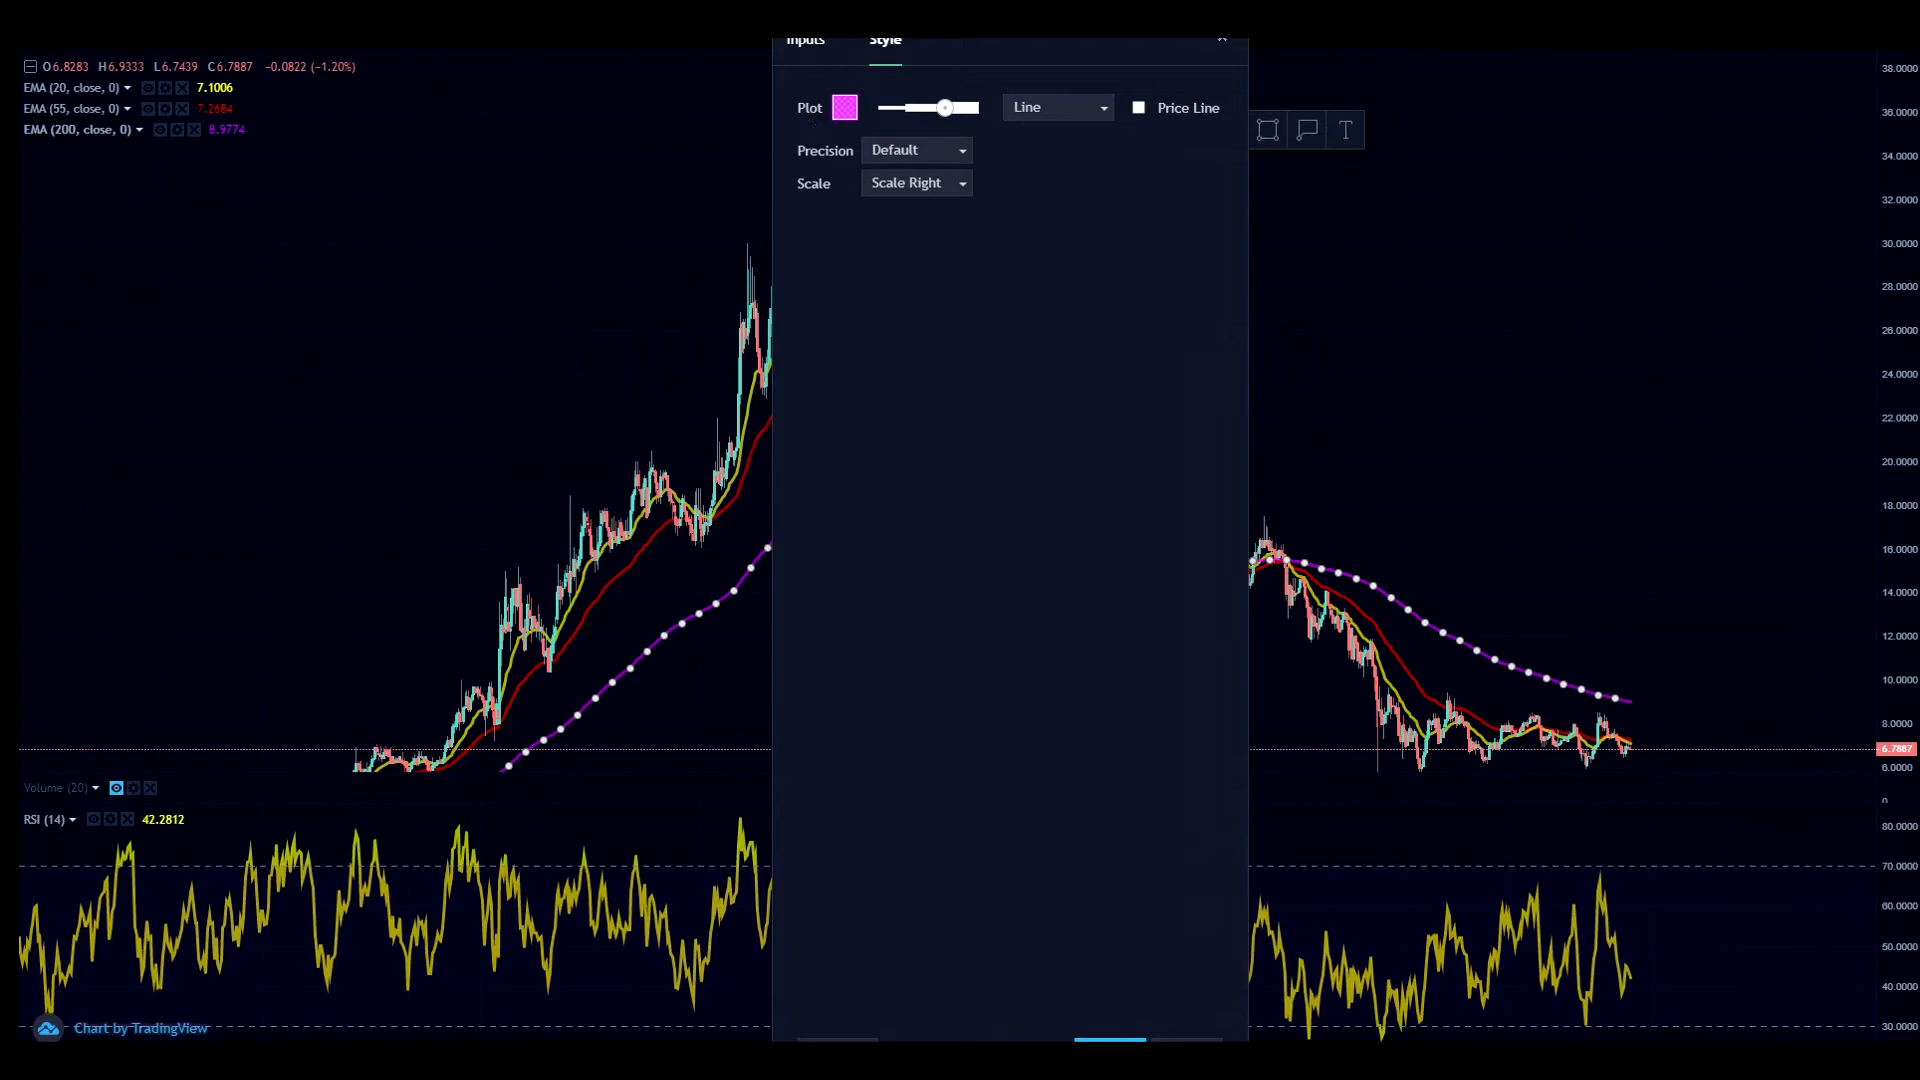 Inputs Style
O6.8283 H6.9333 L6.7439 C6.7887 −0.0822 (−1.20%)
EMA (20, close, 0) 7.1006
EMA (55, close, 0) 7.2684
EMA (200, close, 0) 8.9774
Plot Line Price Line
Precision Default
Scale Scale Right
T
38.0000
36.0000
34.0000
32.0000
30.0000
28.0000
26.0000
24.0000
22.0000
20.0000
18.0000
16.0000
14.0000
12.0000
10.0000
8.0000
6.7887
6.0000
Volume (20)
0
RSI (14) 42.2812
80.0000
70.0000
60.0000
50.0000
40.0000
30.0000
Chart by TradingView